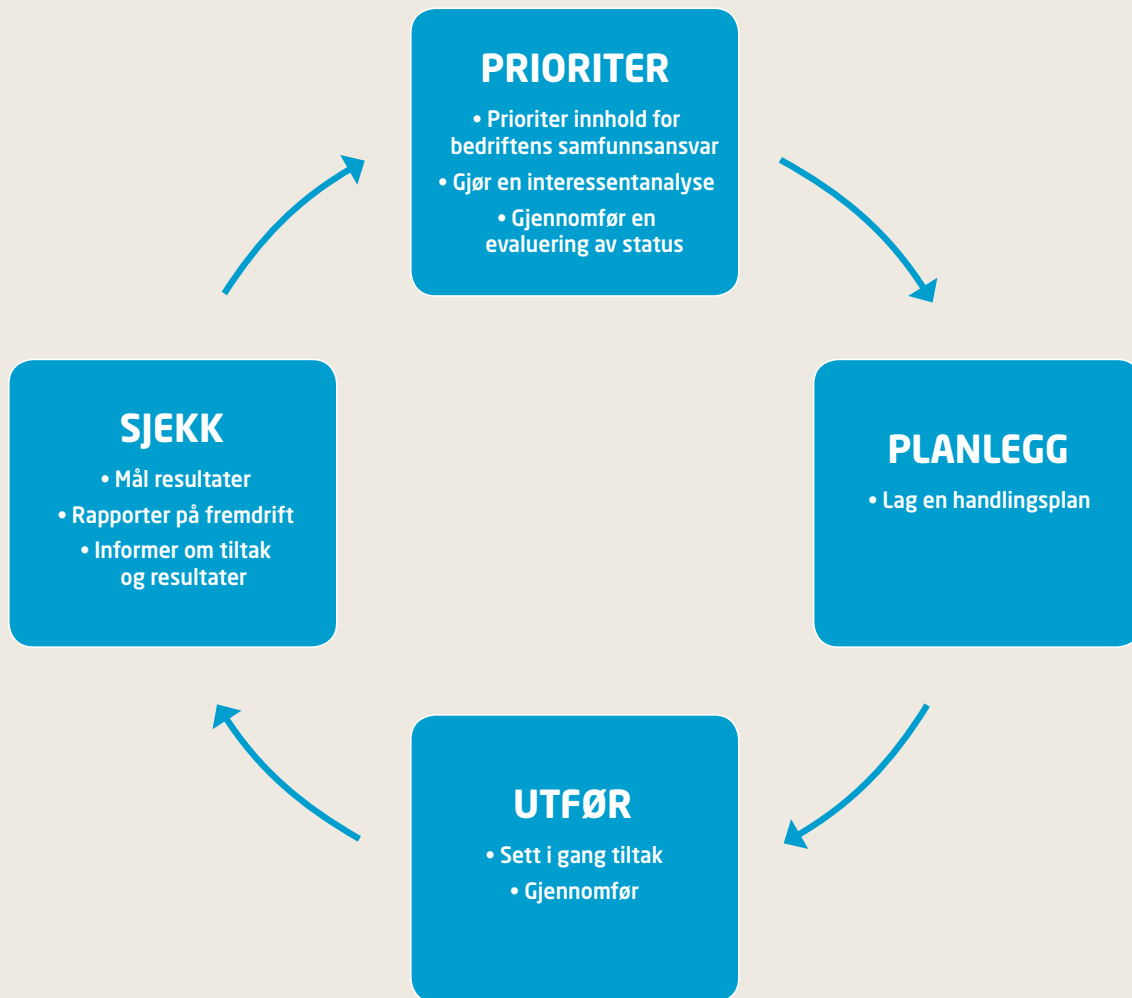 PRIORITER
• Prioriter innhold for
bedriftens samfunnsansvar
• Gjør en interessentanalyse
• Gjennomfør en
evaluering av status
PLANLEGG
• Lag en handlingsplan
UTFØR
• Sett i gang tiltak
• Gjennomfør
SJEKK
• Mål resultater
• Rapporter på fremdrift
• Informer om tiltak
og resultater